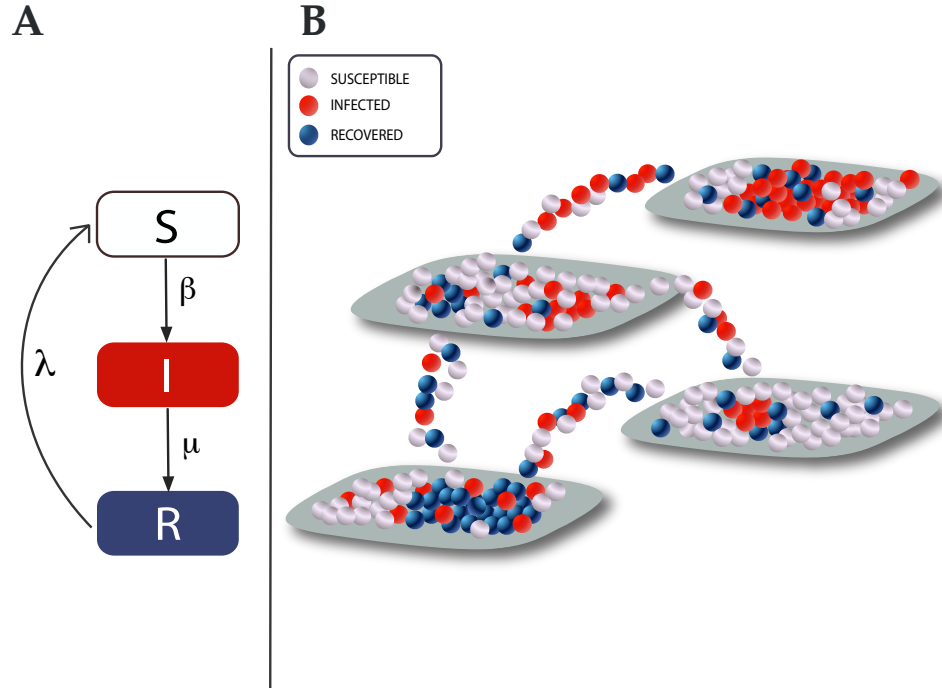 A
S
β
I
λ
μ
R
B
SUSCEPTIBLE
INFECTED
RECOVERED